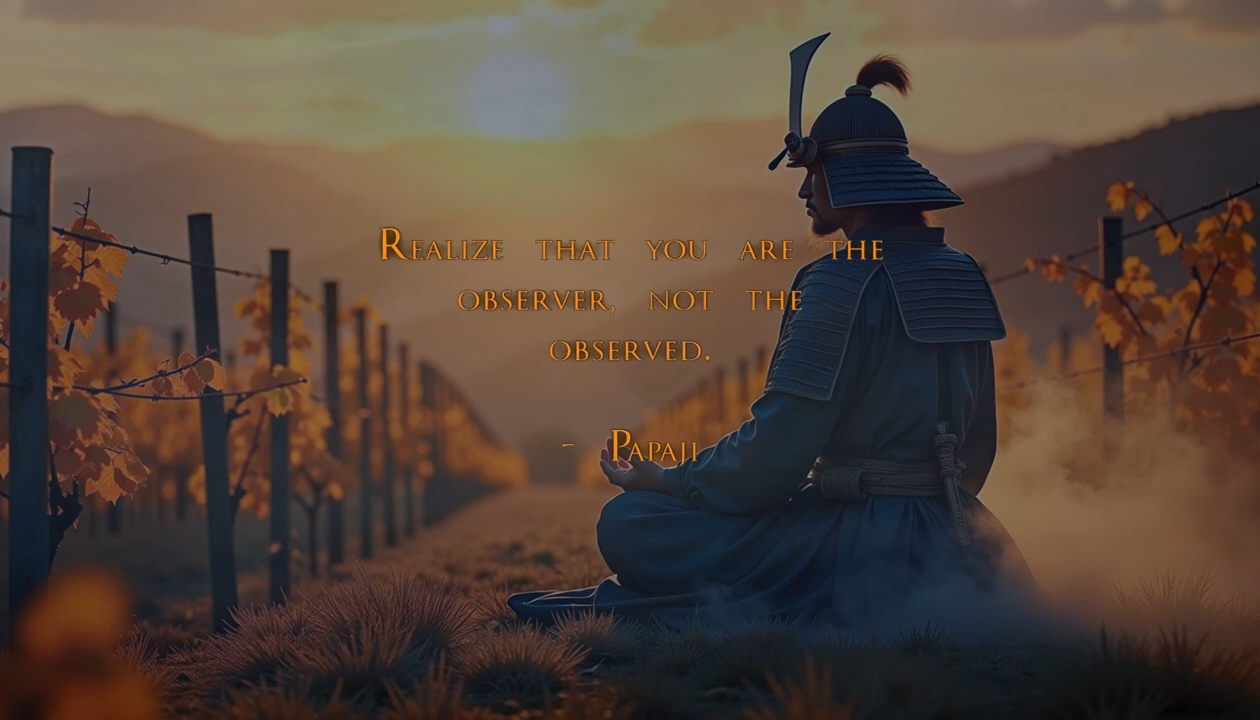 Realize that you are the
observer, not the
observed.
- Papaji